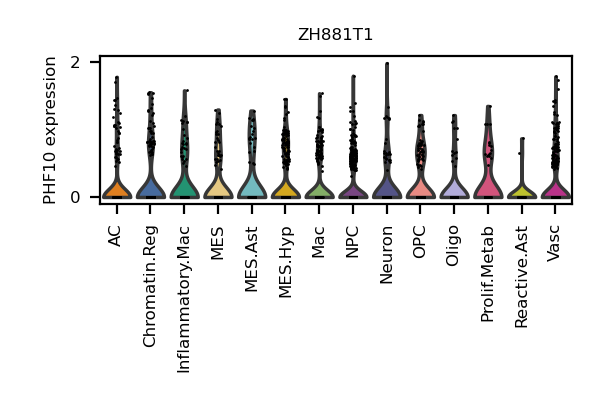 ZH881T1
PHF10 expression
2
0
AC
Chromatin.Reg
Inflammatory.Mac
MES
MES.Ast
MES.Hyp
Mac
NPC
Neuron
OPC
Oligo
Prolif.Metab
Reactive.Ast
Vasc